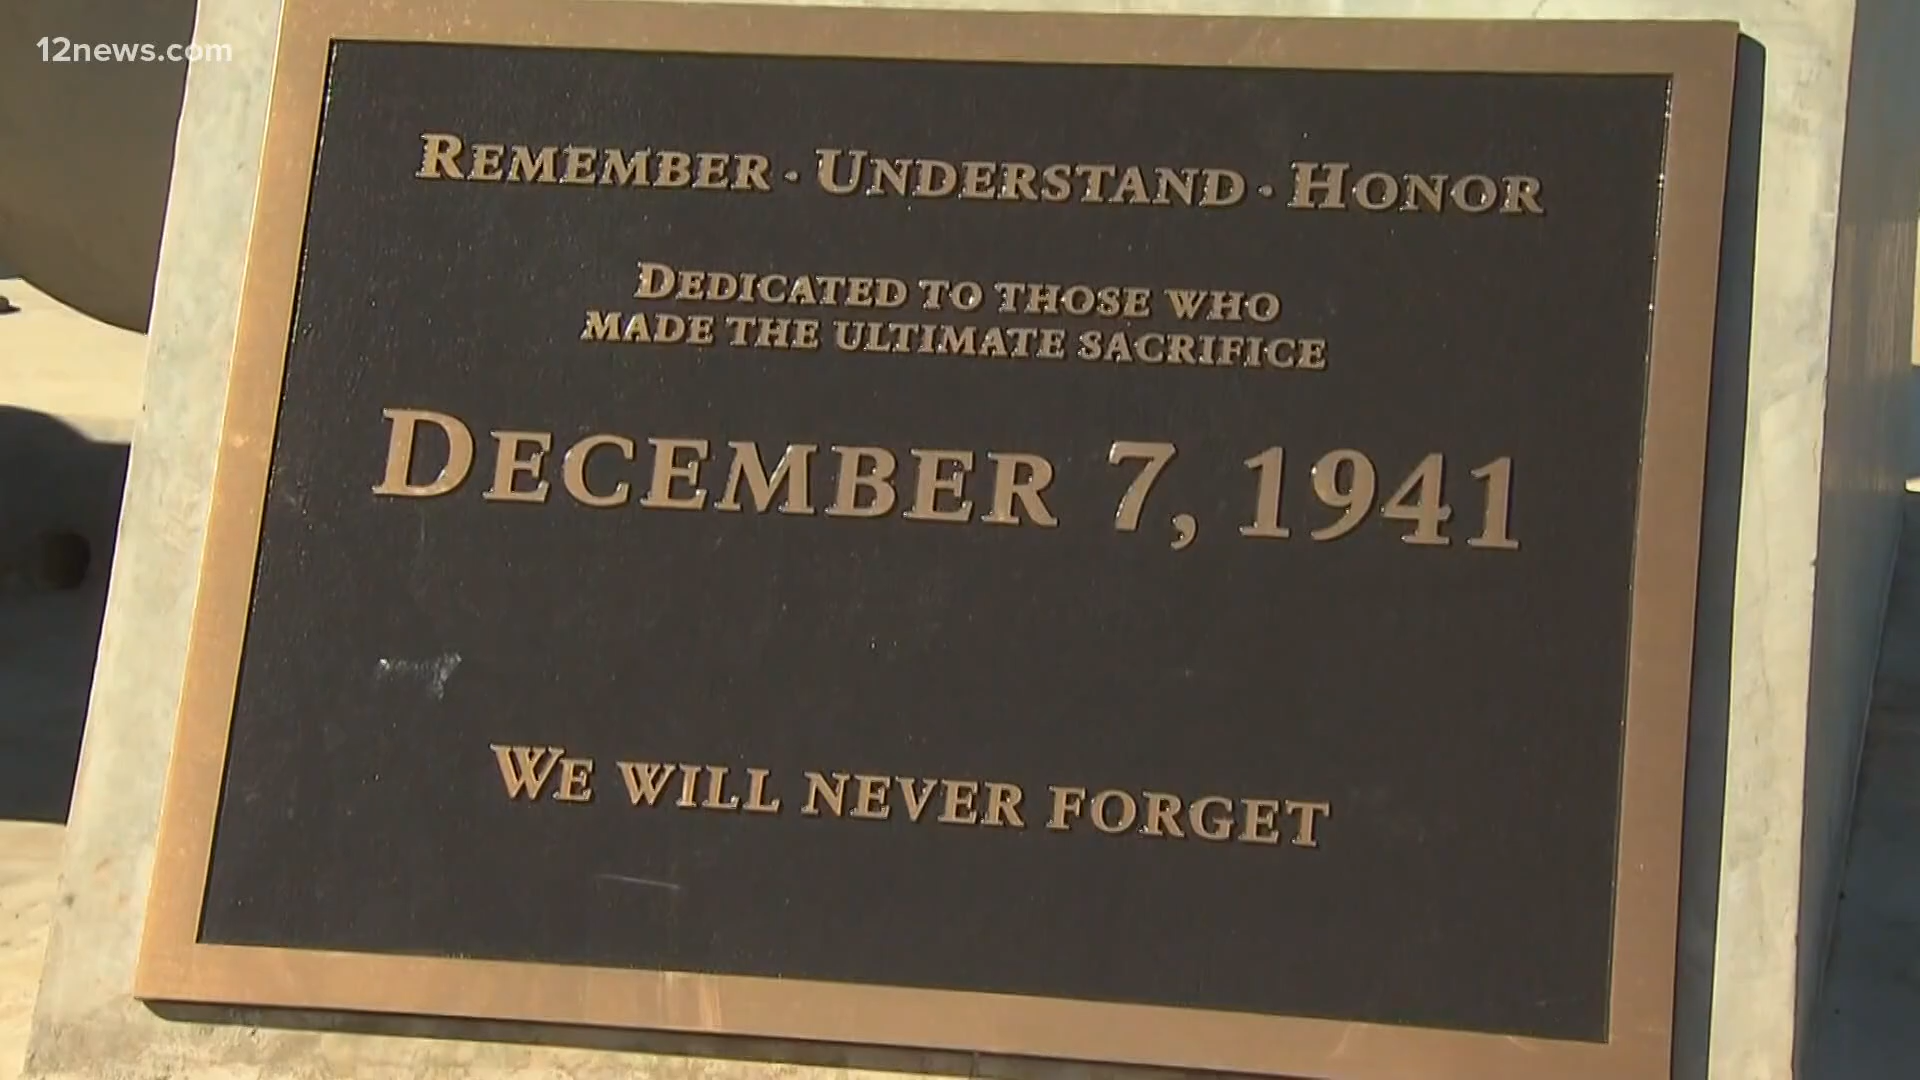 12news.com
REMEMBER · UNDERSTAND · HONOR
DEDICATED TO THOSE WHO
MADE THE ULTIMATE SACRIFICE
DECEMBER 7, 1941
WE WILL NEVER FORGET